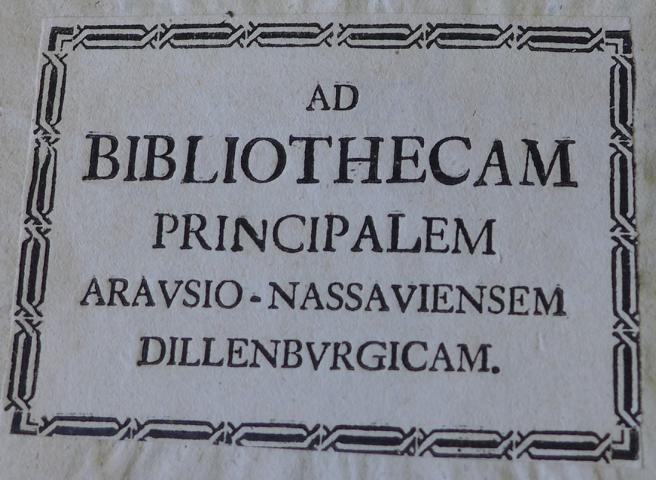 AD
BIBLIOTHECAM
PRINCIPALEM
ARAVSIO-NASSAVIENSEM
DILLENBVRGICAM.